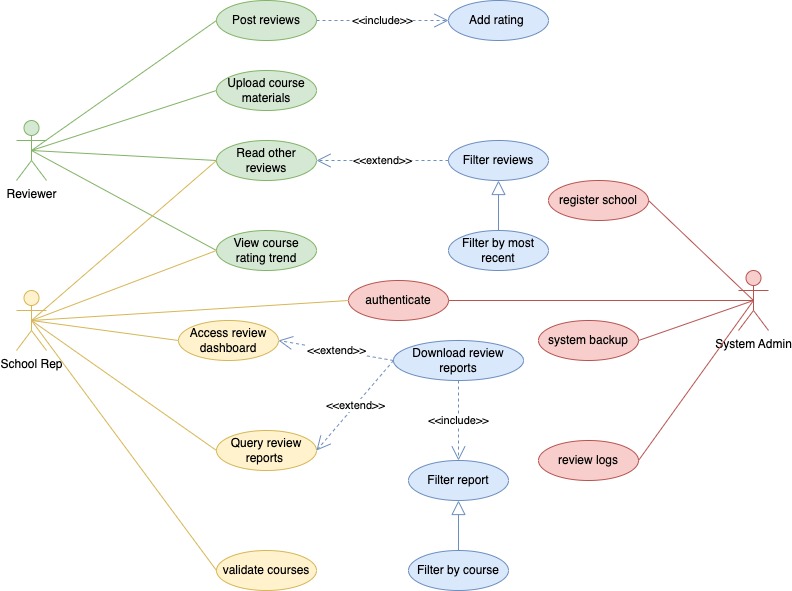 Post reviews
<<include>>
Add rating
Upload course
materials
Reviewer
Read other
reviews
<<extend>>
Filter reviews
register school
View course
rating trend
Filter by most
recent
authenticate
School Rep
Access review
dashboard
<<extend>>
Download review
reports
system backup
System Admin
<<extend>>
<<include>>
Query review
reports
Filter report
review logs
validate courses
Filter by course